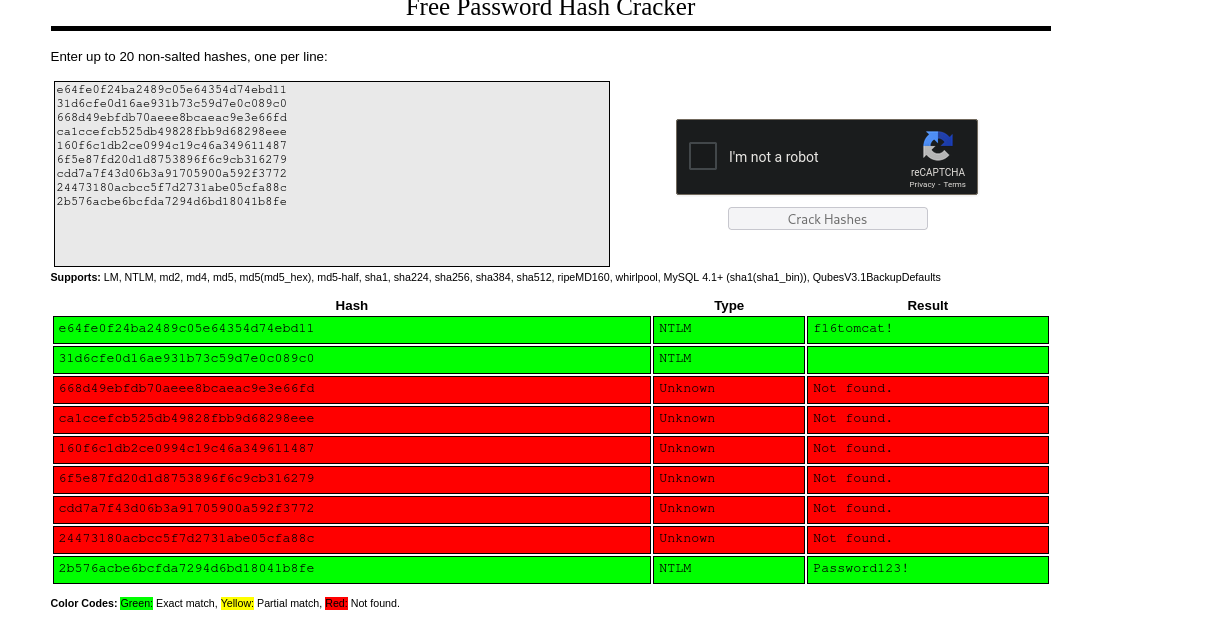 Free Password Hash Cracker
Enter up to 20 non-salted hashes, one per line:
e64fe0f24ba2489c05e64354d74ebd11
31d6cfe0d16ae931b73c59d7e0c089c0
668d49ebfdb70aeee8bcaeac9e3e66fd
ca1ccefcb525db49828fbb9d68298eee
160f6c1db2ce0994c19c46a349611487
6f5e87fd20d1d8753896f6c9cb316279
cdd7a7f43d06b3a91705900a592f3772
24473180acbcc5f7d2731abe05cfa88c
2b576acbe6bcfda7294d6bd18041b8fe
I'm not a robot
reCAPTCHA
Privacy - Terms
Crack Hashes
Supports: LM, NTLM, md2, md4, md5, md5(md5_hex), md5-half, sha1, sha224, sha256, sha384, sha512, ripeMD160, whirlpool, MySQL 4.1+ (sha1(sha1_bin)), QubesV3.1BackupDefaults
Hash Type Result
e64fe0f24ba2489c05e64354d74ebd11 NTLM f16tomcat!
31d6cfe0d16ae931b73c59d7e0c089c0 NTLM
668d49ebfdb70aeee8bcaeac9e3e66fd Unknown Not found.
ca1ccefcb525db49828fbb9d68298eee Unknown Not found.
160f6c1db2ce0994c19c46a349611487 Unknown Not found.
6f5e87fd20d1d8753896f6c9cb316279 Unknown Not found.
cdd7a7f43d06b3a91705900a592f3772 Unknown Not found.
24473180acbcc5f7d2731abe05cfa88c Unknown Not found.
2b576acbe6bcfda7294d6bd18041b8fe NTLM Password123!
Color Codes: Green: Exact match, Yellow: Partial match, Red: Not found.